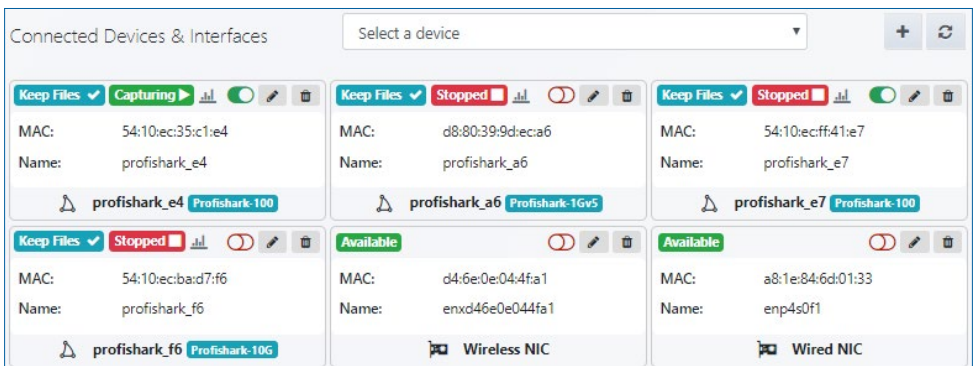 Connected Devices & Interfaces
Select a device
Keep Files Capturing
MAC: 54:10:ec:35:c1:e4
Name: profishark_e4
profishark_e4 Profishark-100
Keep Files Stopped
MAC: d8:80:39:9d:ec:a6
Name: profishark_a6
profishark_a6 Profishark-1Gv5
Keep Files Stopped
MAC: 54:10:ec:ff:41:e7
Name: profishark_e7
profishark_e7 Profishark-100
Keep Files Stopped
MAC: 54:10:ec:ba:d7:f6
Name: profishark_f6
profishark_f6 Profishark-10G
Available
MAC: d4:6e:0e:04:4f:a1
Name: enxd46e0e044fa1
Wireless NIC
Available
MAC: a8:1e:84:6d:01:33
Name: enp4s0f1
Wired NIC